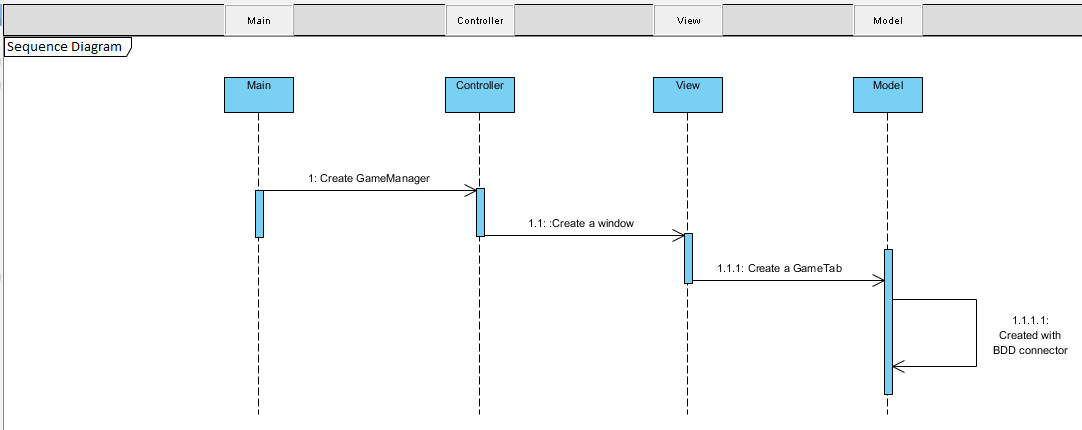 Main
Controller
View
Model
Sequence Diagram
Main
Controller
View
Model
1: Create GameManager
1.1: :Create a window
1.1.1: Create a GameTab
1.1.1.1:
Created with
BDD connector